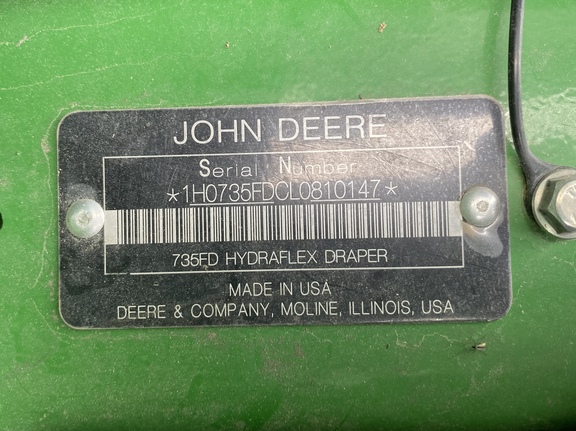 JOHN DEERE
Serial Number
*1H0735FDCL0810147*
735FD HYDRAFLEX DRAPER
MADE IN USA
DEERE & COMPANY, MOLINE, ILLINOIS, USA